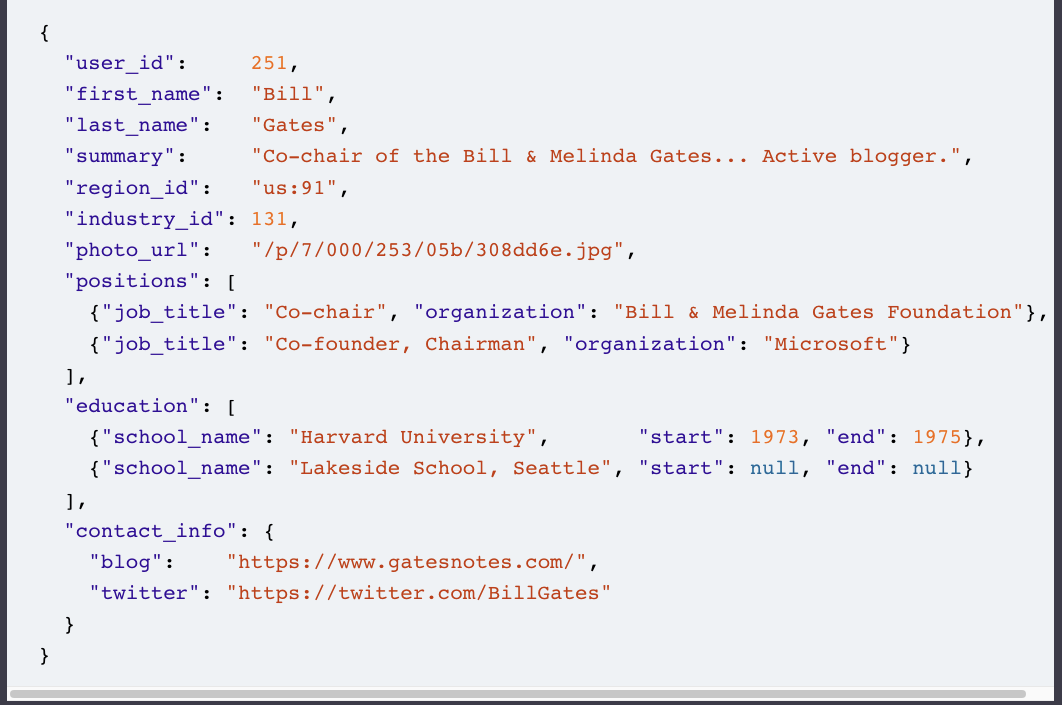 {
  "user_id":     251,
  "first_name":  "Bill",
  "last_name":   "Gates",
  "summary":     "Co-chair of the Bill & Melinda Gates... Active blogger.",
  "region_id":   "us:91",
  "industry_id": 131,
  "photo_url":   "/p/7/000/253/05b/308dd6e.jpg",
  "positions": [
    {"job_title": "Co-chair", "organization": "Bill & Melinda Gates Foundation"},
    {"job_title": "Co-founder, Chairman", "organization": "Microsoft"}
  ],
  "education": [
    {"school_name": "Harvard University",       "start": 1973, "end": 1975},
    {"school_name": "Lakeside School, Seattle", "start": null, "end": null}
  ],
  "contact_info": {
    "blog":    "https://www.gatesnotes.com/",
    "twitter": "https://twitter.com/BillGates"
  }
}